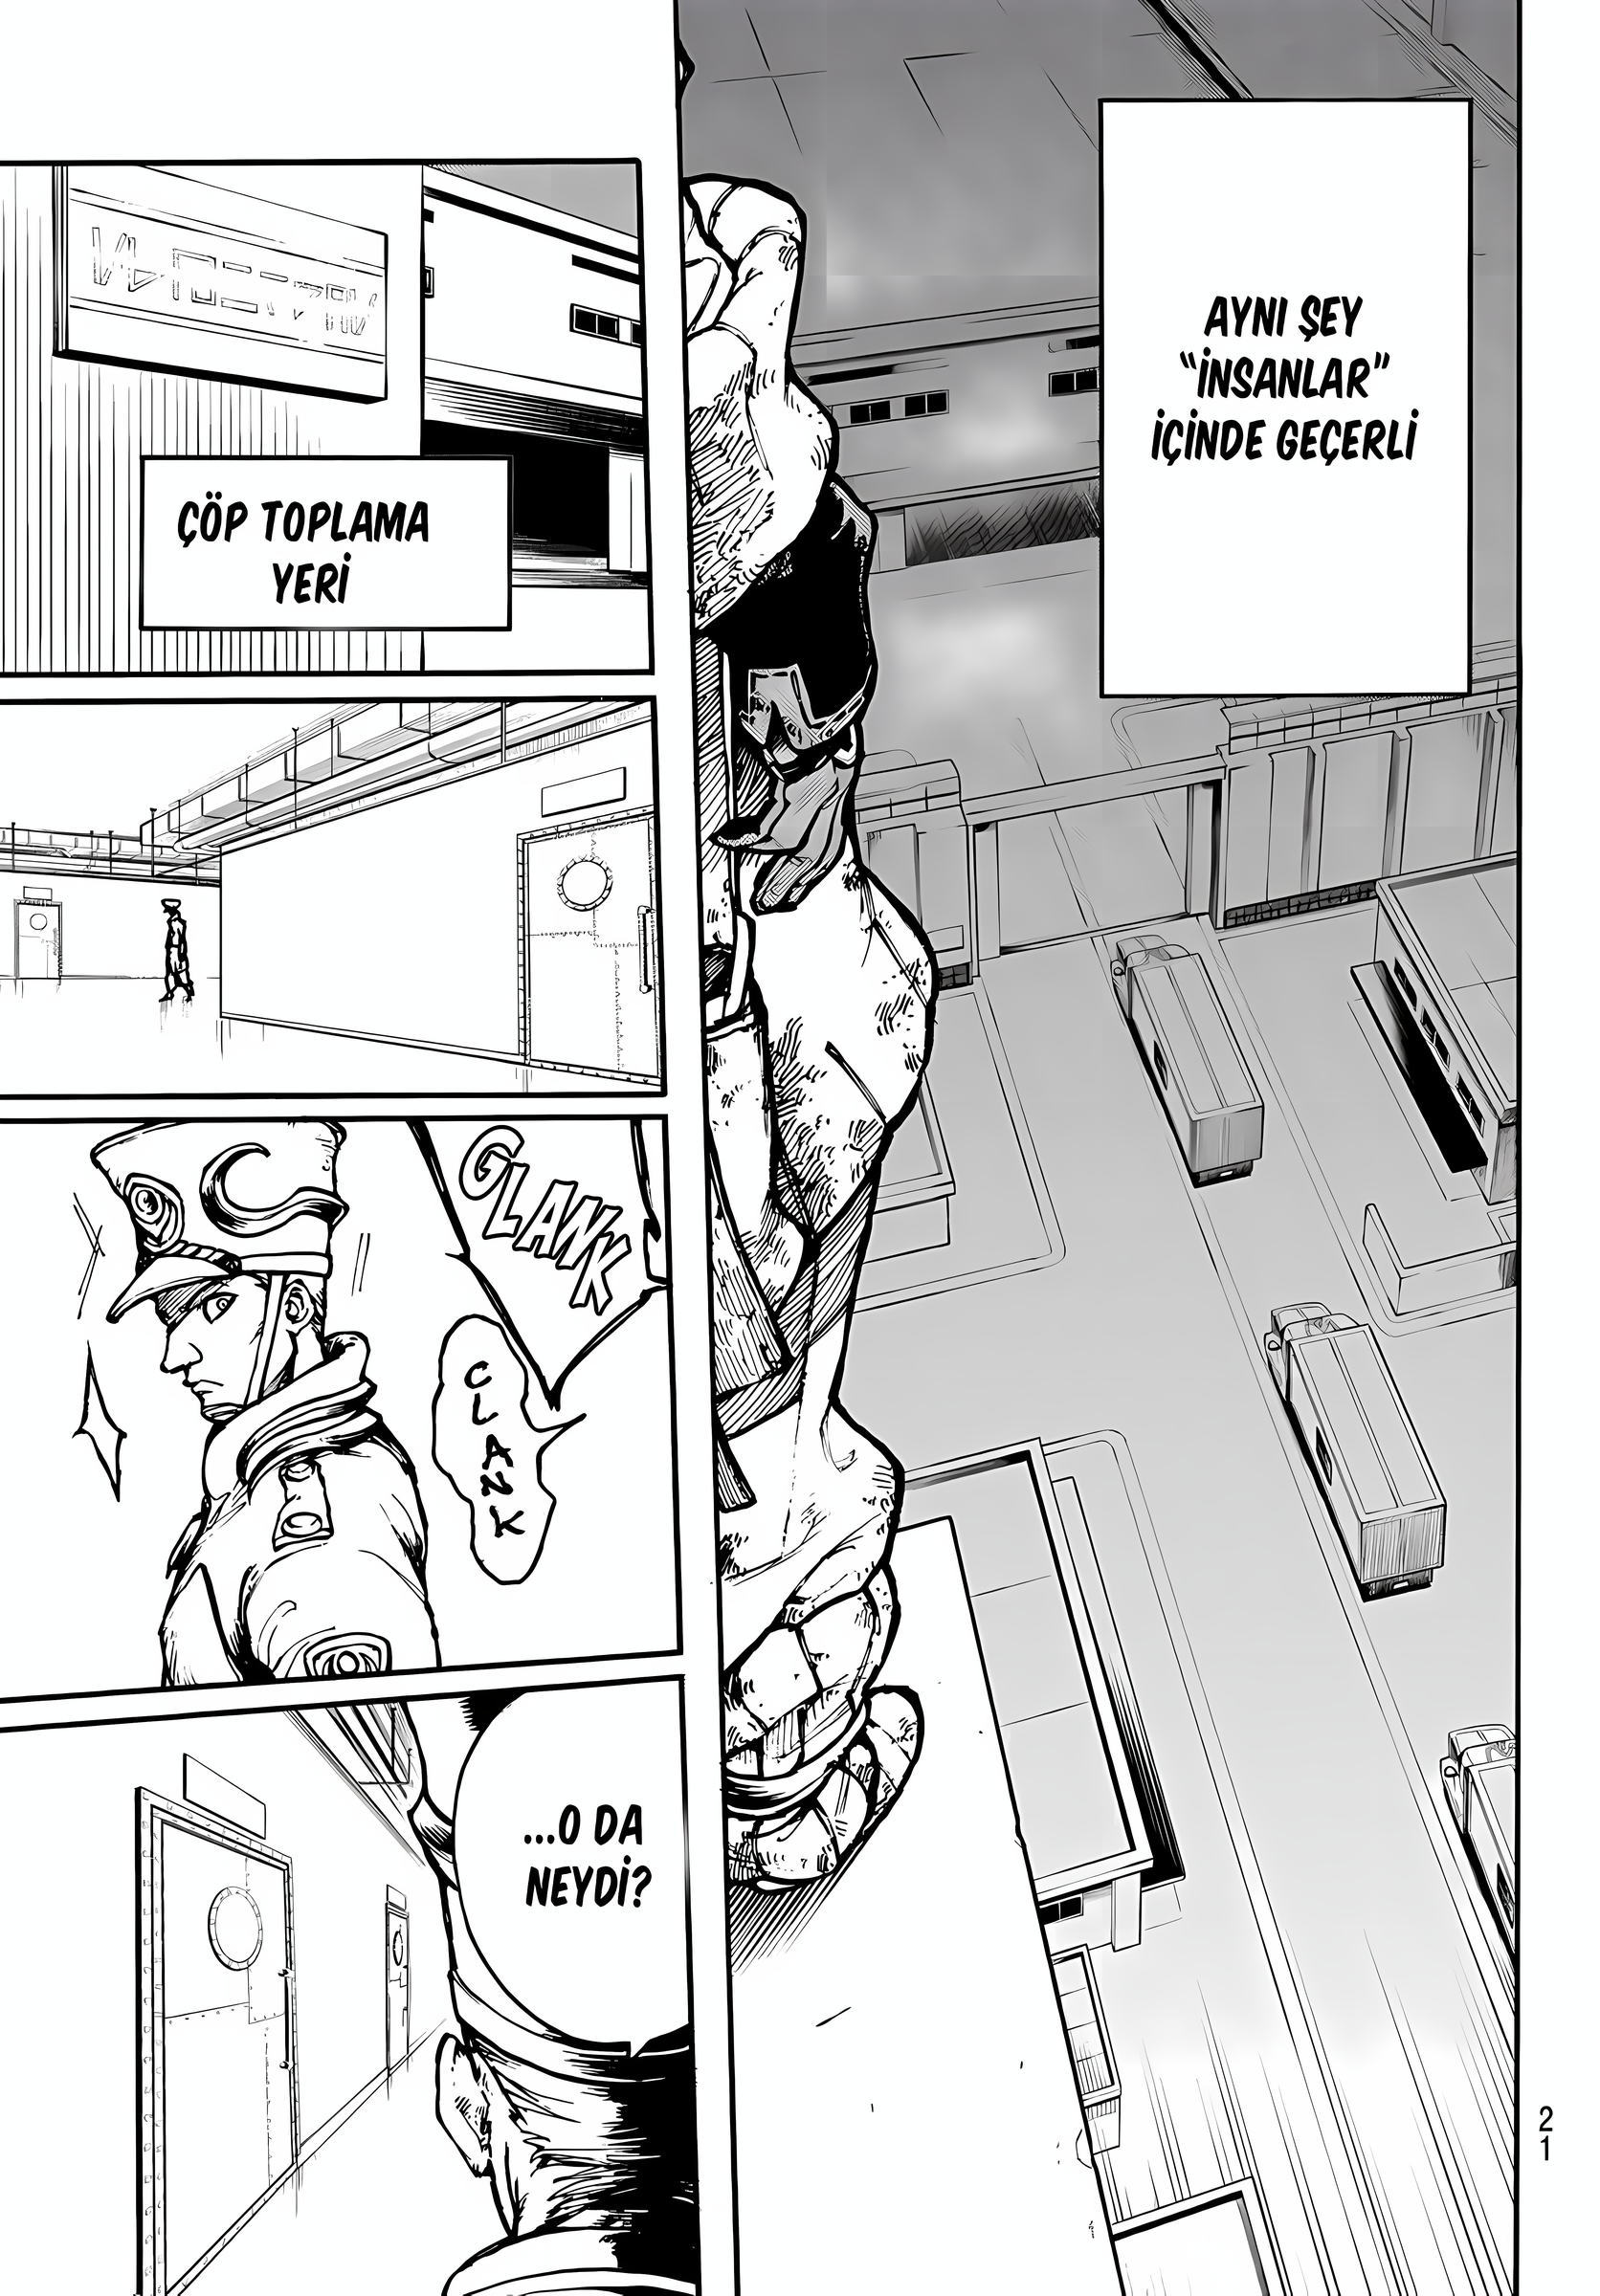 AYNI ŞEY
“İNSANLAR”
İÇİNDE GEÇERLİ
ÇÖP TOPLAMA
YERİ
GLANK
CLANK
...O DA
NEYDİ?
21